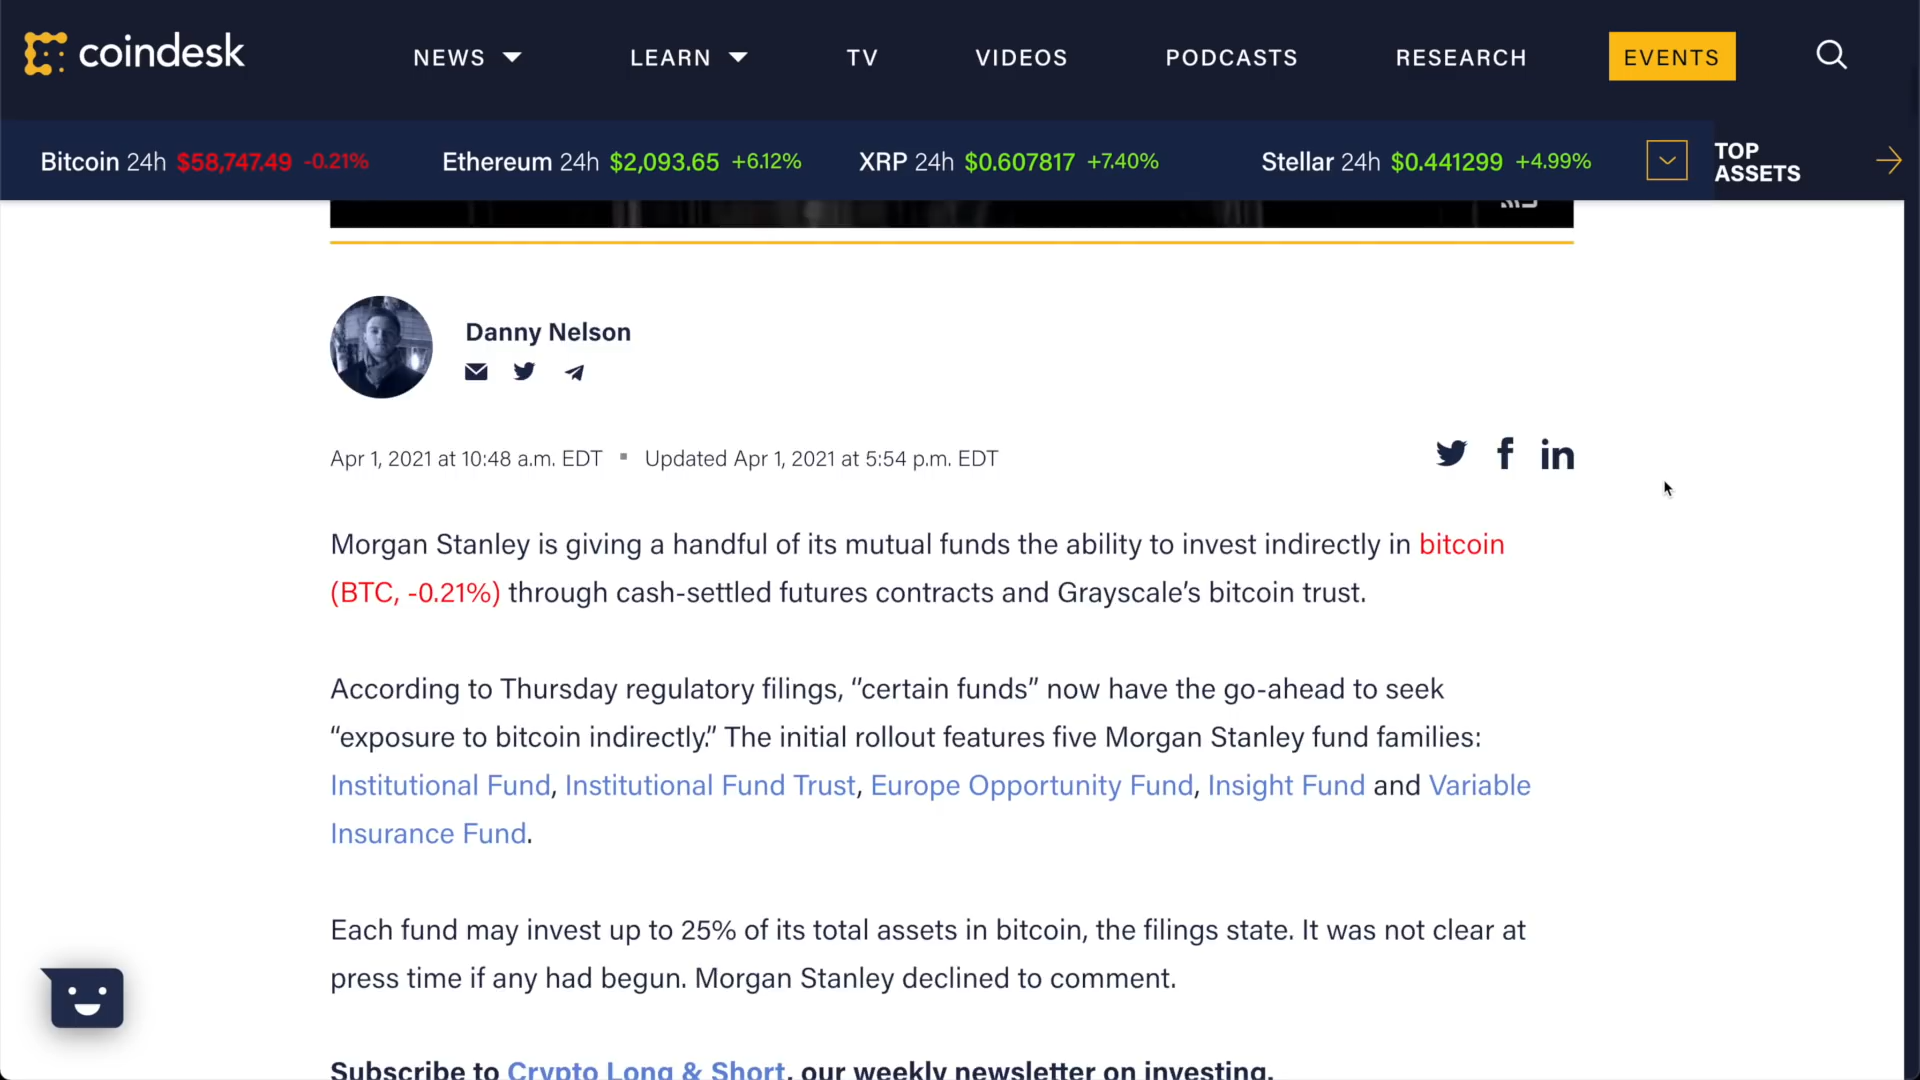 coindesk
NEWS
LEARN
TV
VIDEOS
PODCASTS
RESEARCH
EVENTS
Bitcoin 24h $58,747.49 -0.21%
Ethereum 24h $2,093.65 +6.12%
XRP 24h $0.607817 +7.40%
Stellar 24h $0.441299 +4.99%
TOP
ASSETS
Danny Nelson
Apr 1, 2021 at 10:48 a.m. EDT ▪ Updated Apr 1, 2021 at 5:54 p.m. EDT
Morgan Stanley is giving a handful of its mutual funds the ability to invest indirectly in bitcoin
(BTC, -0.21%) through cash-settled futures contracts and Grayscale’s bitcoin trust.
According to Thursday regulatory filings, “certain funds” now have the go-ahead to seek
“exposure to bitcoin indirectly.” The initial rollout features five Morgan Stanley fund families:
Institutional Fund, Institutional Fund Trust, Europe Opportunity Fund, Insight Fund and Variable
Insurance Fund.
Each fund may invest up to 25% of its total assets in bitcoin, the filings state. It was not clear at
press time if any had begun. Morgan Stanley declined to comment.
Subscribe to Crypto Long & Short, our weekly newsletter on investing.